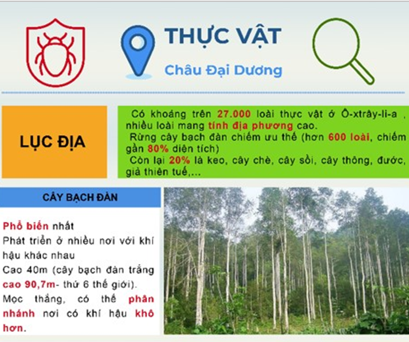 THỰC VẬT
Châu Đại Dương
LỤC ĐỊA
Có khoảng trên 27.000 loài thực vật ở Ô-xtrây-li-a ,
nhiều loài mang tính địa phương cao.
Rừng cây bạch đàn chiếm ưu thế (hơn 600 loài, chiếm
gần 80% diện tích)
Còn lại 20% là keo, cây chè, cây sồi, cây thông, đước,
giả thiên tuế,...
CÂY BẠCH ĐÀN
Phổ biến nhất
Phát triển ở nhiều nơi với khí
hậu khác nhau
Cao 40m (cây bạch đàn trắng
cao 90,7m- thứ 6 thế giới).
Mọc thẳng, có thể phân
nhánh nơi có khí hậu khô
hơn.